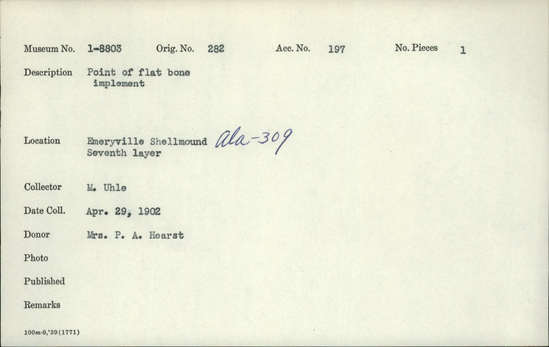 Museum No. 1-8803 Orig. No. 282 Acc. No. 197 No. Pieces 1
Description Point of flat bone
implement
Location Emeryville Shellmound Ala-309
Seventh layer
Collector M. Uhle
Date Coll. Apr. 29, 1902
Donor Mrs. P. A. Hearst
Photo
Published
Remarks
100m-9,'39(1771)